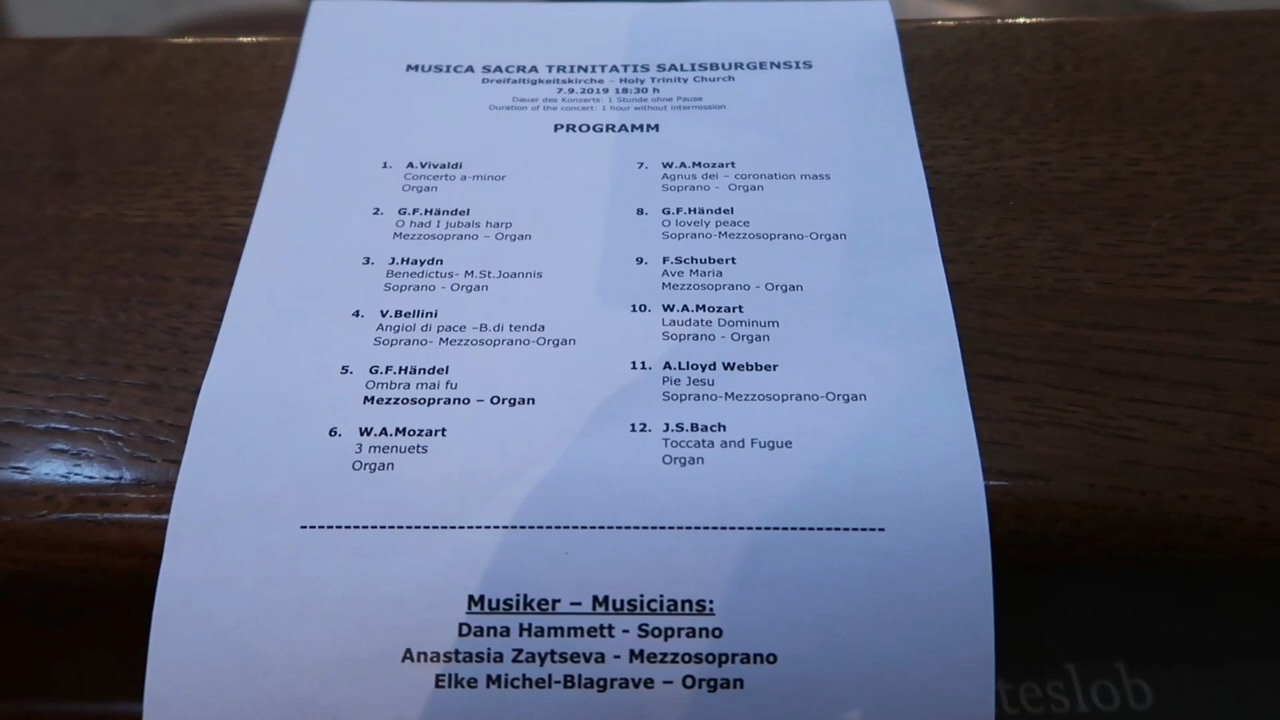 MUSICA SACRA TRINITATIS SALISBURGENSIS
Dreifaltigkeitskirche – Holy Trinity Church
7.9.2019 18:30 h
Dauer des Konzerts: 1 Stunde ohne Pause
Duration of the concert: 1 hour without intermission
PROGRAMM
1. A.Vivaldi
Concerto a-minor
Organ
2. G.F.Händel
O had I jubals harp
Mezzosoprano – Organ
3. J.Haydn
Benedictus- M.St.Joannis
Soprano - Organ
4. V.Bellini
Angiol di pace –B.di tenda
Soprano- Mezzosoprano-Organ
5. G.F.Händel
Ombra mai fu
Mezzosoprano – Organ
6. W.A.Mozart
3 menuets
Organ
7. W.A.Mozart
Agnus dei – coronation mass
Soprano - Organ
8. G.F.Händel
O lovely peace
Soprano-Mezzosoprano-Organ
9. F.Schubert
Ave Maria
Mezzosoprano - Organ
10. W.A.Mozart
Laudate Dominum
Soprano - Organ
11. A.Lloyd Webber
Pie Jesu
Soprano-Mezzosoprano-Organ
12. J.S.Bach
Toccata and Fugue
Organ
Musiker – Musicians:
Dana Hammett - Soprano
Anastasia Zaytseva - Mezzosoprano
Elke Michel-Blagrave – Organ
teslob